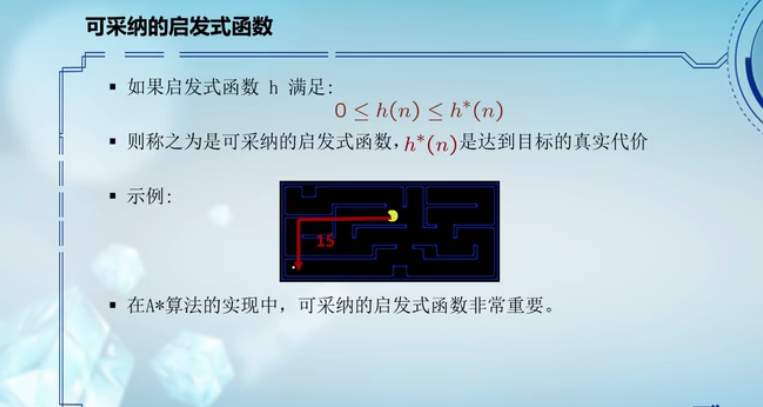 可采纳的启发式函数
▪ 如果启发式函数 h 满足:
0 ≤ h(n) ≤ h*(n)
▪ 则称之为是可采纳的启发式函数,h*(n)是达到目标的真实代价
▪ 示例:
15
▪ 在A*算法的实现中，可采纳的启发式函数非常重要。